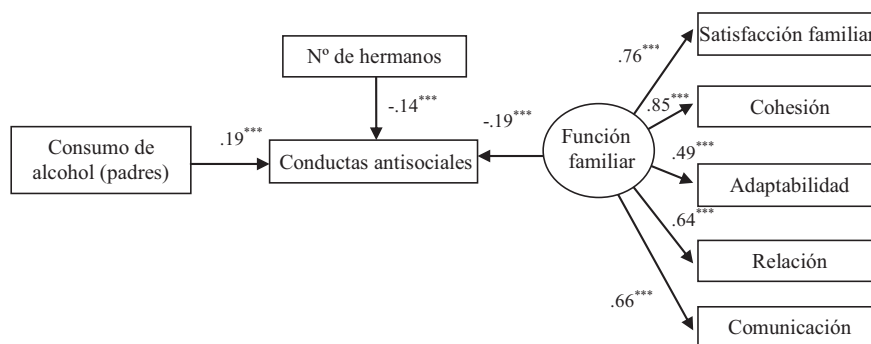 Satisfacción familiar
Nº de hermanos
.76***
-.14***
.85***
Cohesión
-.19***
.19***
Función
familiar
Consumo de
alcohol (padres)
Conductas antisociales
.49***
Adaptabilidad
.64***
Relación
.66***
Comunicación